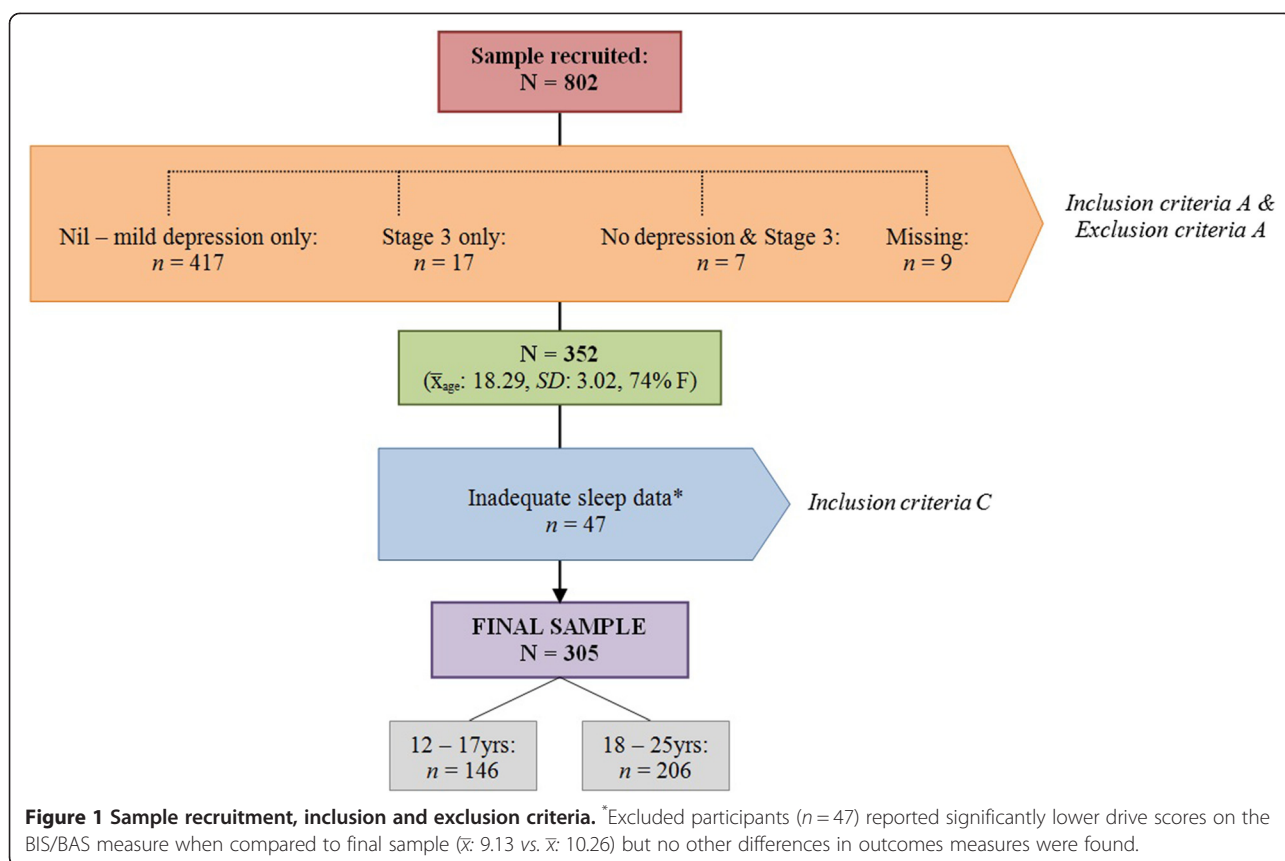 Sample recruited:
N = 802
Inclusion criteria A &
Exclusion criteria A
Nil – mild depression only:
n = 417
Stage 3 only:
n = 17
No depression & Stage 3:
n = 7
Missing:
n = 9
N = 352
(x̅age: 18.29, SD: 3.02, 74% F)
Inadequate sleep data*
n = 47
Inclusion criteria C
FINAL SAMPLE
N = 305
12 – 17yrs:
n = 146
18 – 25yrs:
n = 206
Figure 1 Sample recruitment, inclusion and exclusion criteria. *Excluded participants (n = 47) reported significantly lower drive scores on the
BIS/BAS measure when compared to final sample (x̅: 9.13 vs. x̅: 10.26) but no other differences in outcomes measures were found.